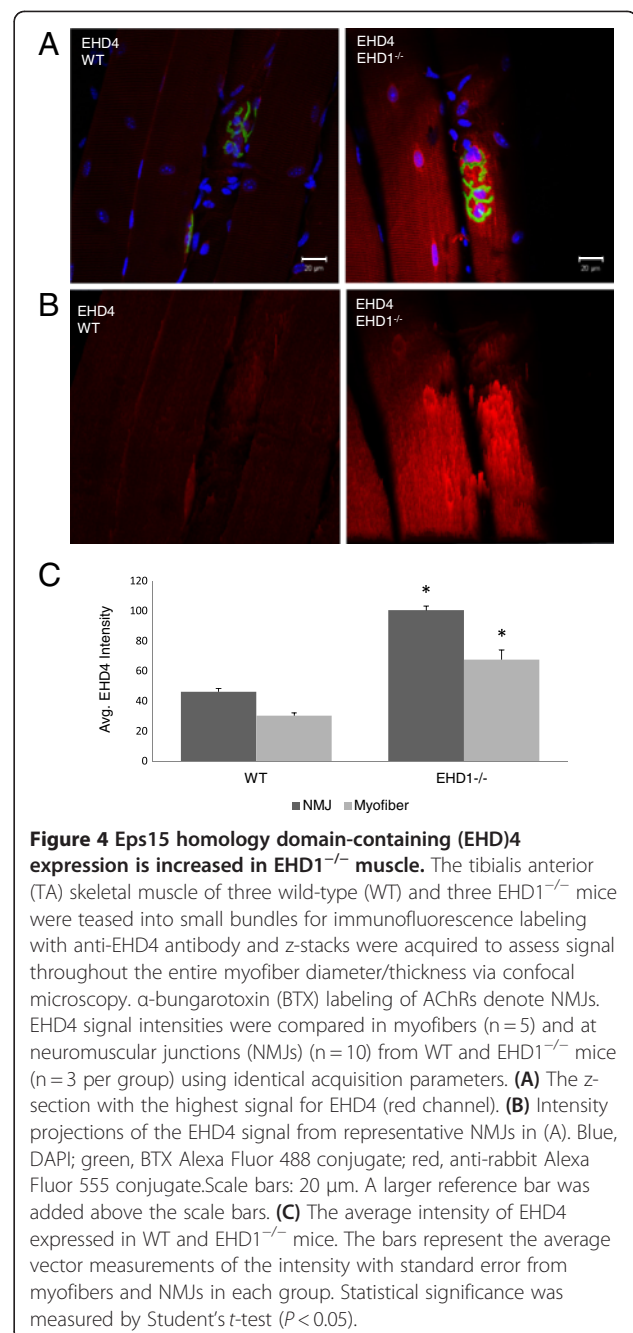 A
EHD4
WT
20 µm
EHD4
EHD1-/-
20 µm
B
EHD4
WT
EHD4
EHD1-/-
C
Avg. EHD4 Intensity
120
100
80
60
40
20
0
*
*
WT
EHD1-/-
NMJ Myofiber
Figure 4 Eps15 homology domain-containing (EHD)4
expression is increased in EHD1−/− muscle. The tibialis anterior
(TA) skeletal muscle of three wild-type (WT) and three EHD1−/− mice
were teased into small bundles for immunofluorescence labeling
with anti-EHD4 antibody and z-stacks were acquired to assess signal
throughout the entire myofiber diameter/thickness via confocal
microscopy. α-bungarotoxin (BTX) labeling of AChRs denote NMJs.
EHD4 signal intensities were compared in myofibers (n = 5) and at
neuromuscular junctions (NMJs) (n = 10) from WT and EHD1−/− mice
(n = 3 per group) using identical acquisition parameters. (A) The z-
section with the highest signal for EHD4 (red channel). (B) Intensity
projections of the EHD4 signal from representative NMJs in (A). Blue,
DAPI; green, BTX Alexa Fluor 488 conjugate; red, anti-rabbit Alexa
Fluor 555 conjugate.Scale bars: 20 μm. A larger reference bar was
added above the scale bars. (C) The average intensity of EHD4
expressed in WT and EHD1−/− mice. The bars represent the average
vector measurements of the intensity with standard error from
myofibers and NMJs in each group. Statistical significance was
measured by Student's t-test (P < 0.05).